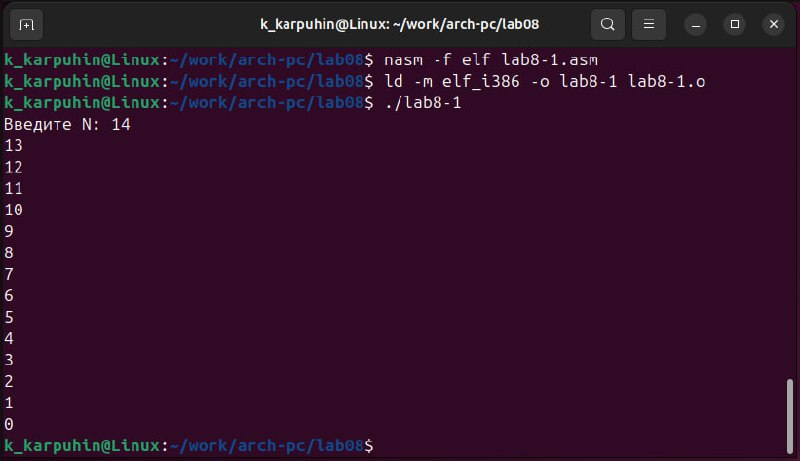 k_karpuhin@Linux: ~/work/arch-pc/lab08
k_karpuhin@Linux:~/work/arch-pc/lab08$ nasm -f elf lab8-1.asm
k_karpuhin@Linux:~/work/arch-pc/lab08$ ld -m elf_i386 -o lab8-1 lab8-1.o
k_karpuhin@Linux:~/work/arch-pc/lab08$ ./lab8-1
Введите N: 14
13
12
11
10
9
8
7
6
5
4
3
2
1
0
k_karpuhin@Linux:~/work/arch-pc/lab08$